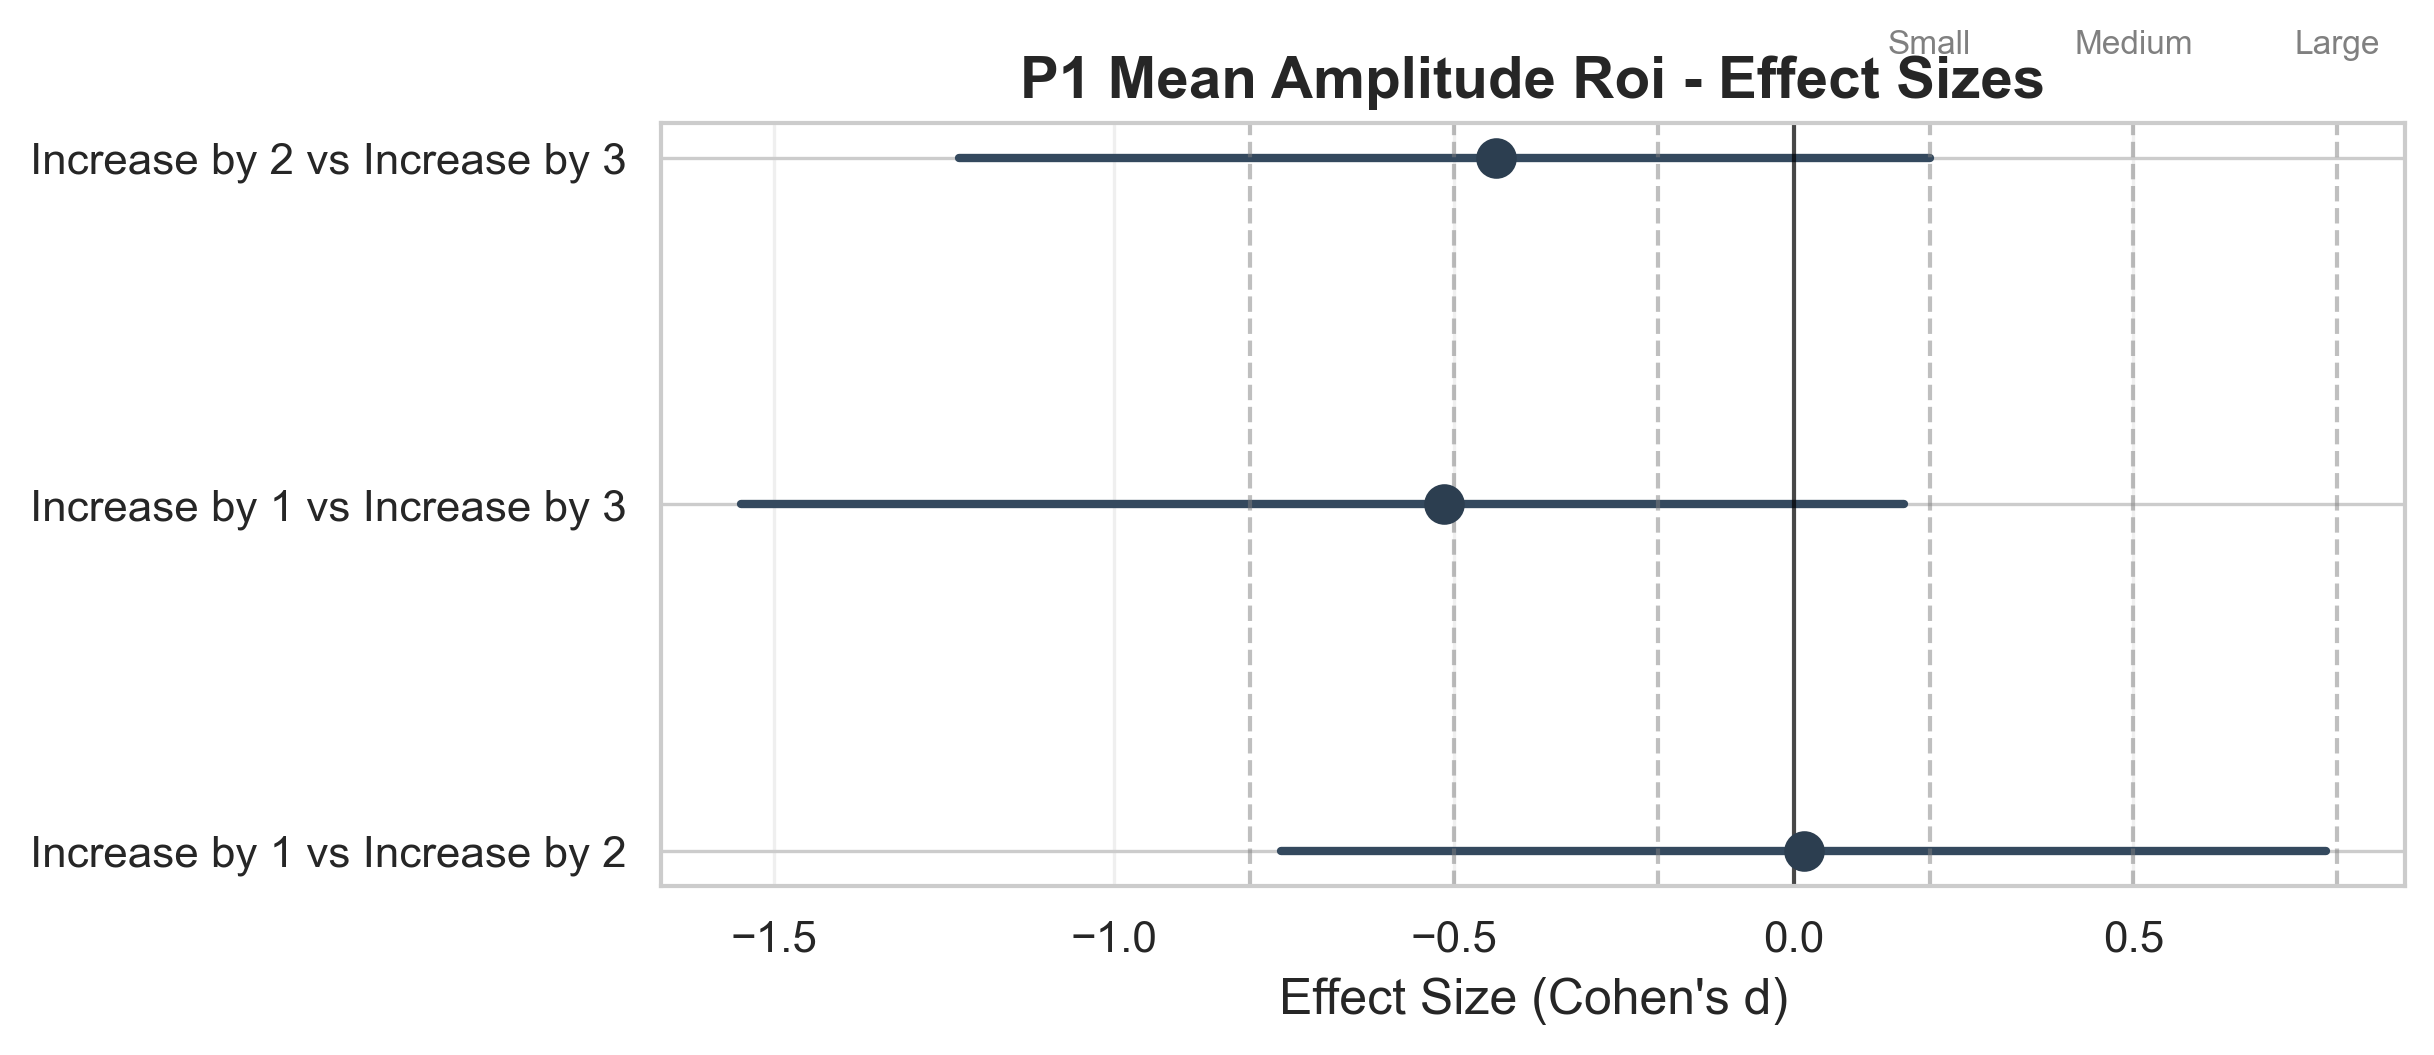 Small Medium Large
P1 Mean Amplitude Roi - Effect Sizes
Increase by 2 vs Increase by 3
Increase by 1 vs Increase by 3
Increase by 1 vs Increase by 2
−1.5 −1.0 −0.5 0.0 0.5
Effect Size (Cohen's d)